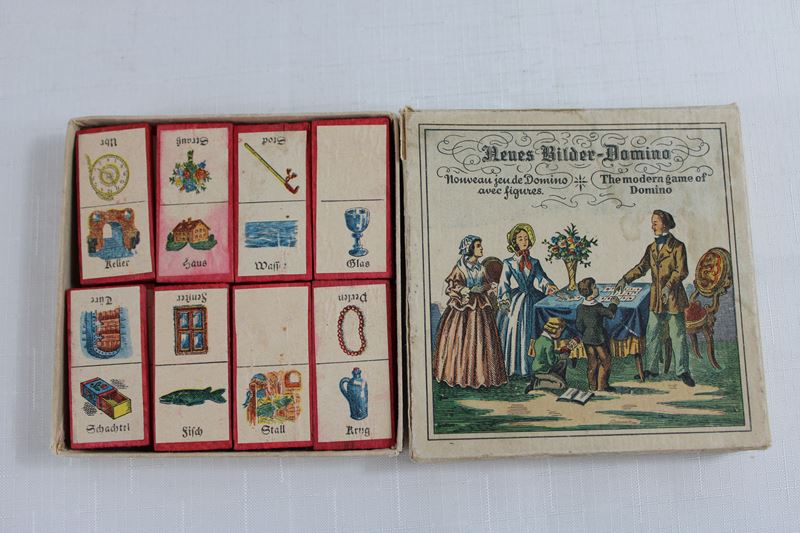 Uhr
Strauß
Stock
Keller
Haus
Wasser
Glas
Türe
Fenster
Perlen
Schachtel
Fisch
Stall
Krug
Neues Bilder-Domino
Nouveau jeu de Domino
avec figures.
The modern game of
Domino